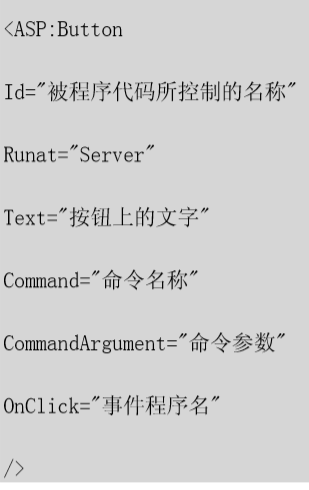 <ASP:Button
Id="被程序代码所控制的名称"
Runat="Server"
Text="按钮上的文字"
Command="命令名称"
CommandArgument="命令参数"
OnClick="事件程序名"
/>